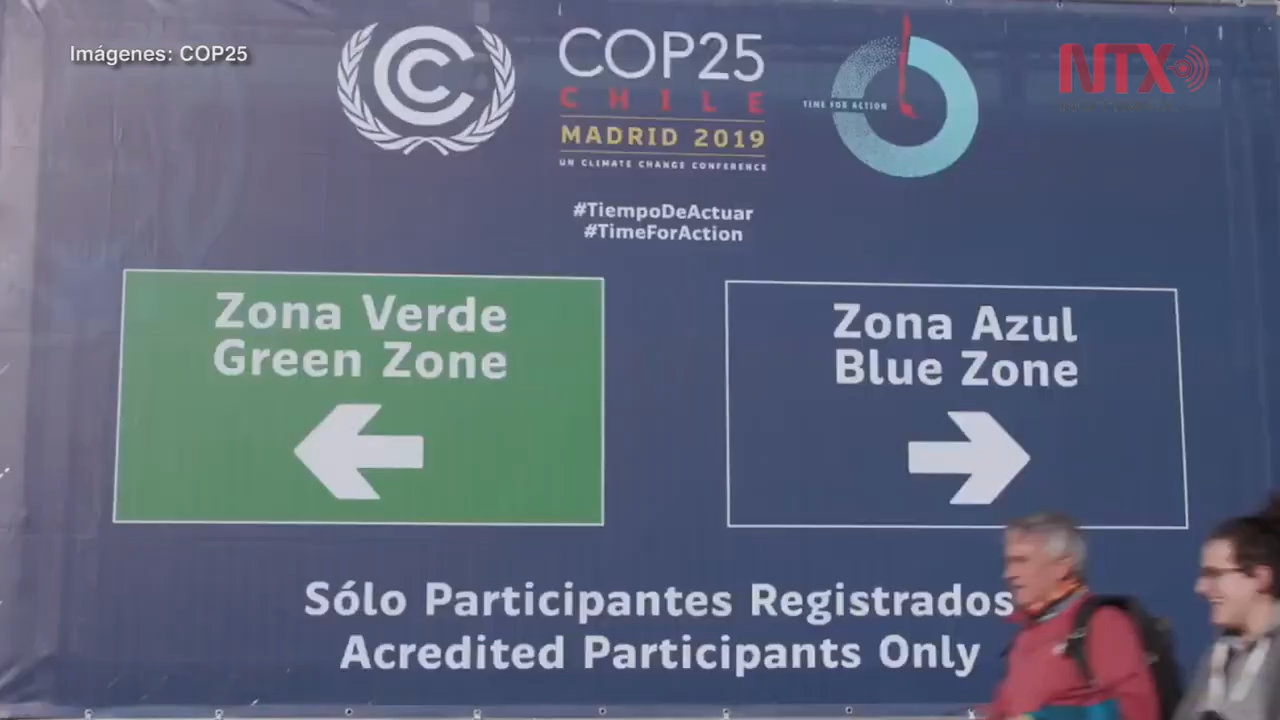 Imágenes: COP25
COP25
CHILE
MADRID 2019
UN CLIMATE CHANGE CONFERENCE
TIME FOR ACTION
NTX
#TiempoDeActuar
#TimeForAction
Zona Verde
Green Zone
Zona Azul
Blue Zone
Sólo Participantes Registrados
Acredited Participants Only